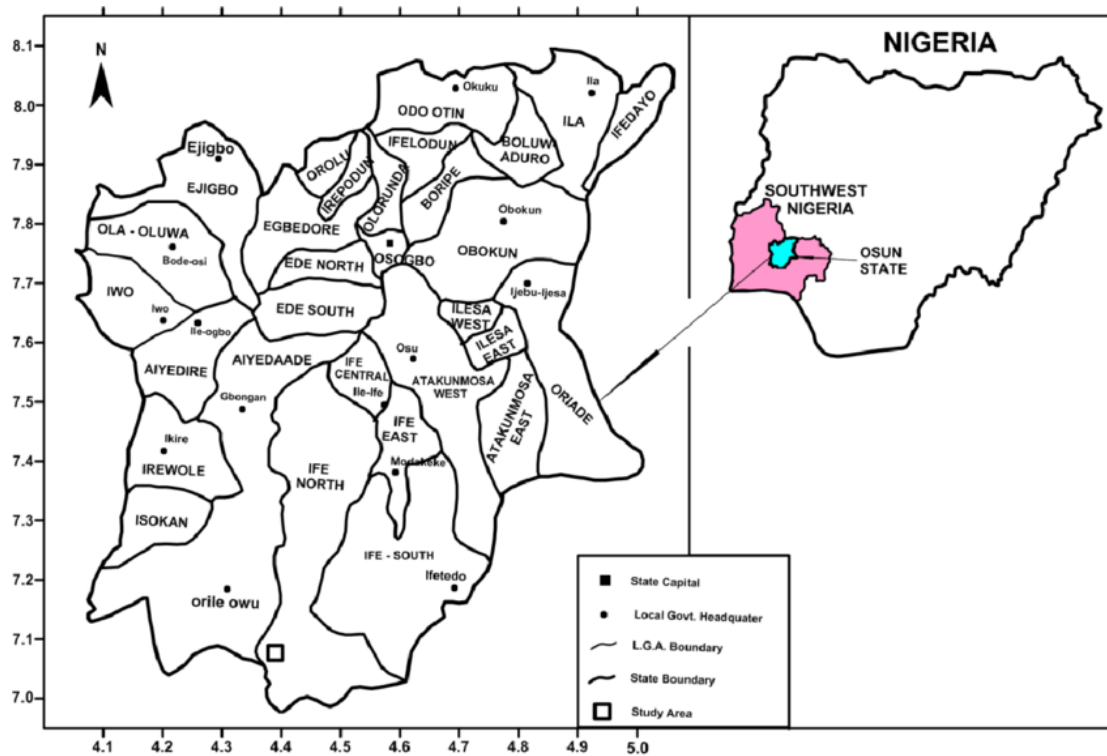 NIGERIA
SOUTHWEST
NIGERIA
OSUN
STATE
N
8.1
8.0
7.9
7.8
7.7
7.6
7.5
7.4
7.3
7.2
7.1
7.0
Okuku
ODO OTIN
Ila
ILA
IFEDAYO
BOLUW-
ADURO
IFELODUN
BORIPE
OLORUNDA
OROLU
IREPODUN
Ejigbo
EJIGBO
EGBEDORE
OLA - OLUWA
Bode-osi
Obokun
OBOKUN
OSOGBO
EDE NORTH
EDE SOUTH
IWO
Iwo
Ile-ogbo
Ijebu-Ijesa
ILESA
WEST
ILESA
EAST
AIYEDIRE
AIYEDAADE
Gbongan
IFE
CENTRAL
Ile-Ife
Osu
ATAKUNMOSA
WEST
ATAKUNMOSA
EAST
ORIADE
IFE
EAST
Modakeke
Ikire
IREWOLE
IFE
NORTH
ISOKAN
IFE - SOUTH
Ifetedo
orile owu
State Capital
Local Govt. Headquater
L.G.A. Boundary
State Boundary
Study Area
4.1 4.2 4.3 4.4 4.5 4.6 4.7 4.8 4.9 5.0